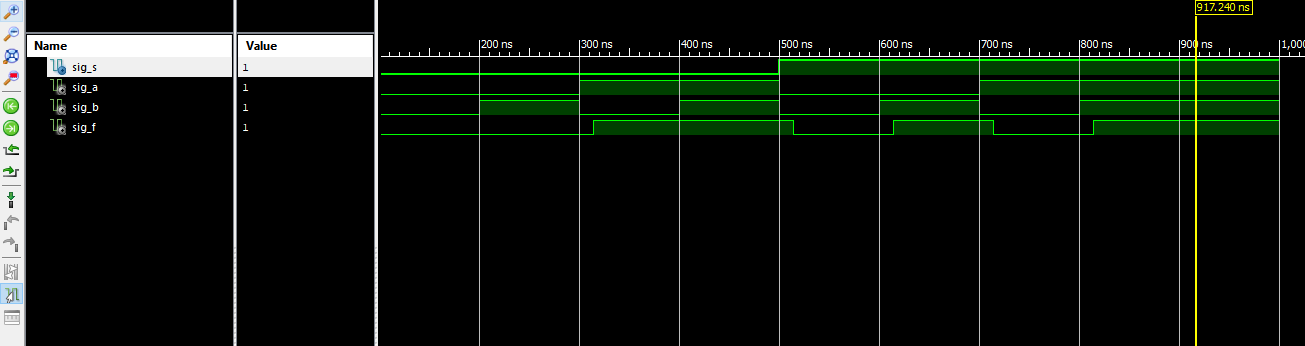 917.240 ns
Name
Value
200 ns
300 ns
400 ns
500 ns
600 ns
700 ns
800 ns
900 ns
1,000
sig_s
1
sig_a
1
sig_b
1
sig_f
1